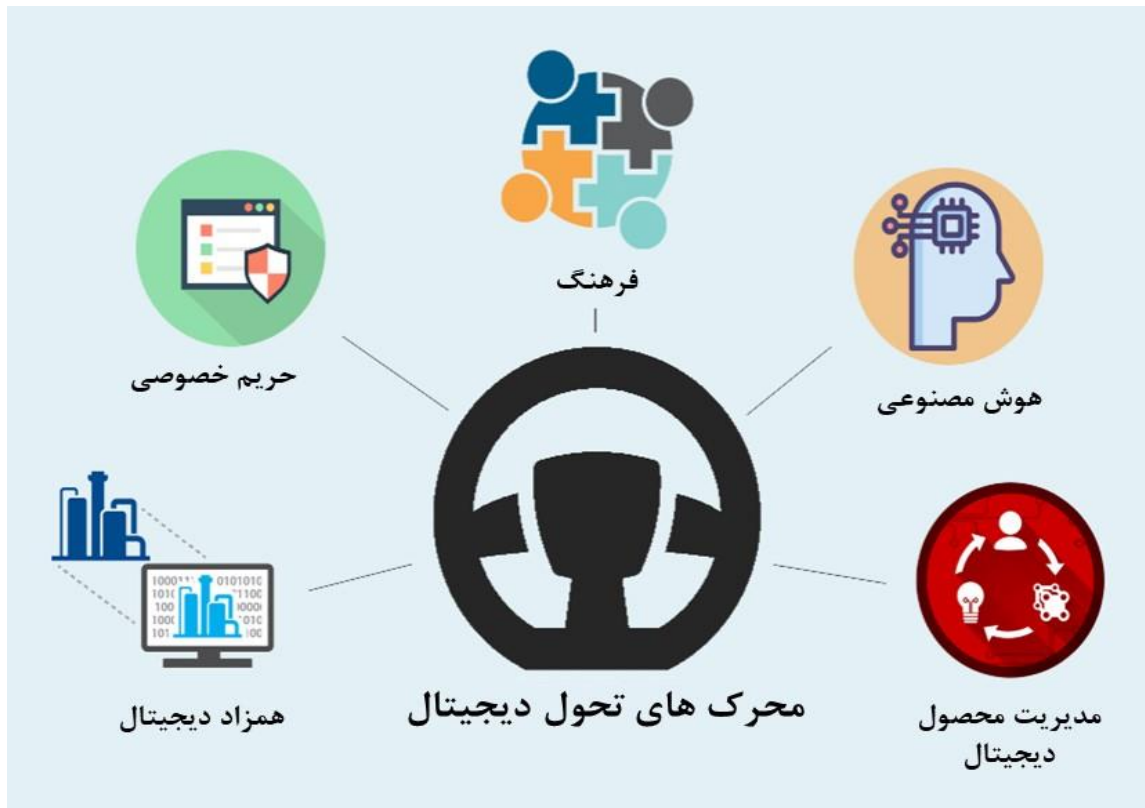 فرهنگ
هوش مصنوعی
حریم خصوصی
همزاد دیجیتال
محرک های تحول دیجیتال
مدیریت محصول
دیجیتال